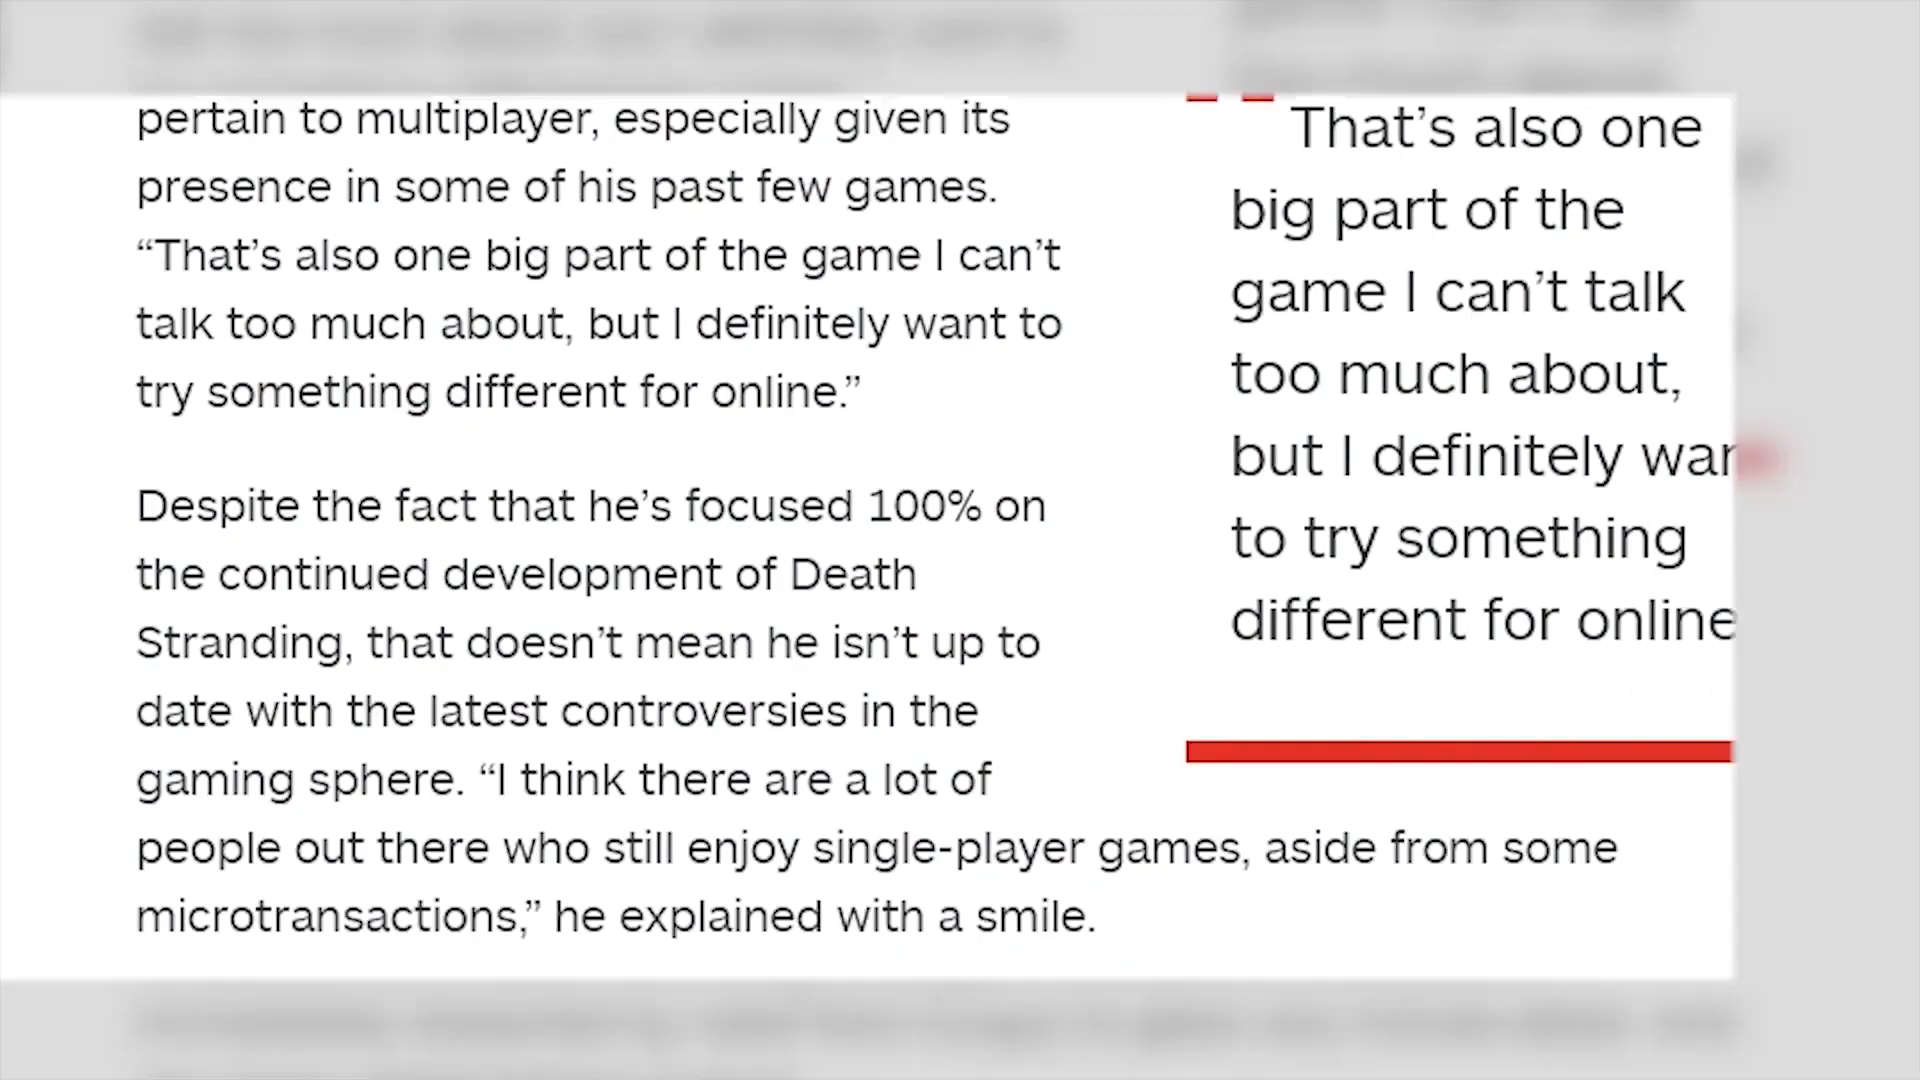 pertain to multiplayer, especially given its
presence in some of his past few games.
“That’s also one big part of the game I can’t
talk too much about, but I definitely want to
try something different for online.”
Despite the fact that he’s focused 100% on
the continued development of Death
Stranding, that doesn’t mean he isn’t up to
date with the latest controversies in the
gaming sphere. “I think there are a lot of
people out there who still enjoy single-player games, aside from some
microtransactions,” he explained with a smile.
That’s also one
big part of the
game I can’t talk
too much about,
but I definitely
to try something
different for online